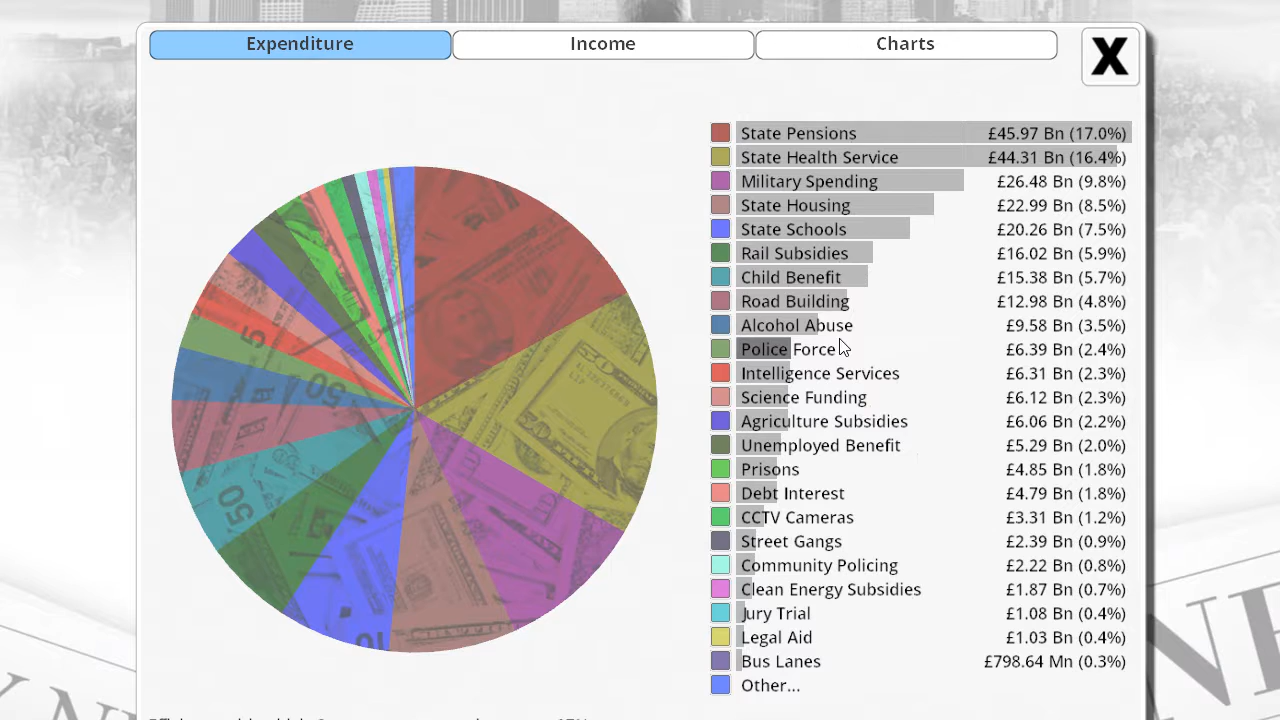 Expenditure
Income
Charts
X
State Pensions £45.97 Bn (17.0%)
State Health Service £44.31 Bn (16.4%)
Military Spending £26.48 Bn (9.8%)
State Housing £22.99 Bn (8.5%)
State Schools £20.26 Bn (7.5%)
Rail Subsidies £16.02 Bn (5.9%)
Child Benefit £15.38 Bn (5.7%)
Road Building £12.98 Bn (4.8%)
Alcohol Abuse £9.58 Bn (3.5%)
Police Force £6.39 Bn (2.4%)
Intelligence Services £6.31 Bn (2.3%)
Science Funding £6.12 Bn (2.3%)
Agriculture Subsidies £6.06 Bn (2.2%)
Unemployed Benefit £5.29 Bn (2.0%)
Prisons £4.85 Bn (1.8%)
Debt Interest £4.79 Bn (1.8%)
CCTV Cameras £3.31 Bn (1.2%)
Street Gangs £2.39 Bn (0.9%)
Community Policing £2.22 Bn (0.8%)
Clean Energy Subsidies £1.87 Bn (0.7%)
Jury Trial £1.08 Bn (0.4%)
Legal Aid £1.03 Bn (0.4%)
Bus Lanes £798.64 Mn (0.3%)
Other...